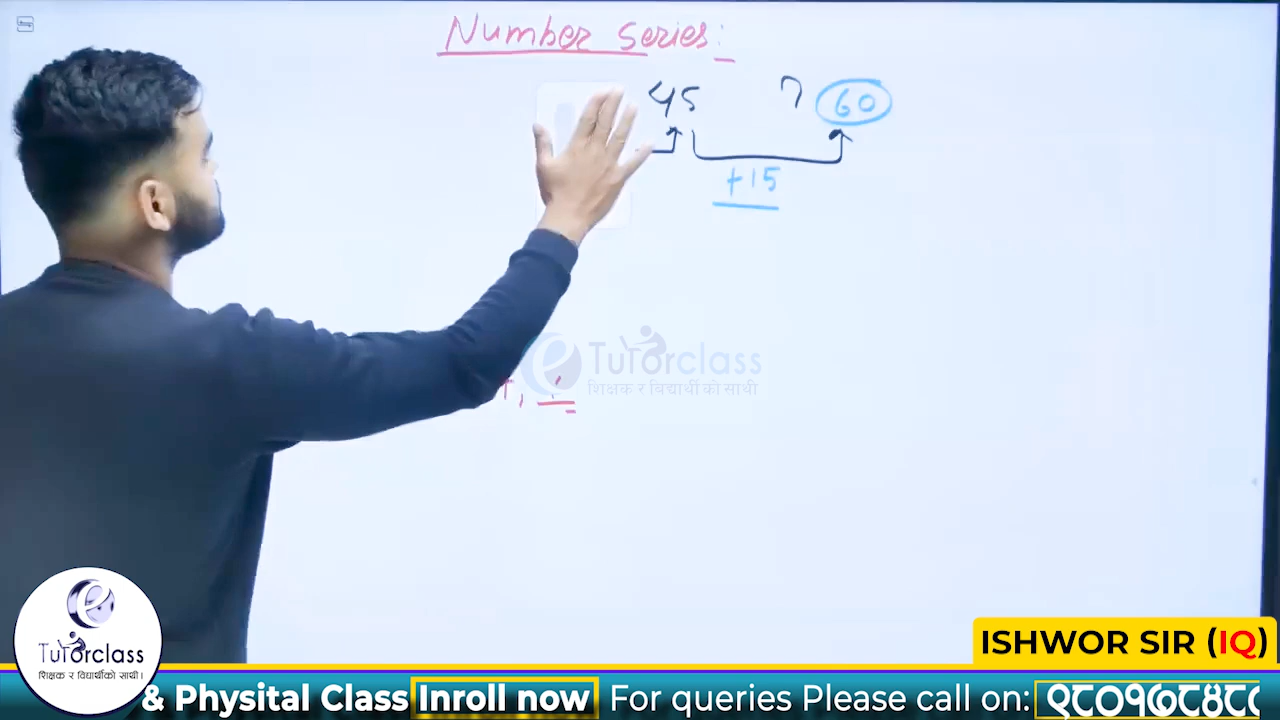 Number Series:
45 ? 60
+15
TuTorclass
शिक्षक र विद्यार्थीको साथी
TuTorclass
शिक्षक र विद्यार्थीको साथी।
ISHWOR SIR (IQ)
& Physital Class Inroll now For queries Please call on: ९८०१७८४८